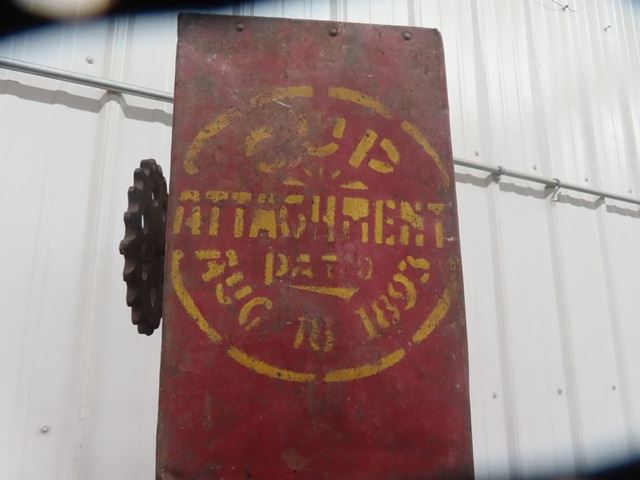 CUP
ATTACHMENT
PAT'D
AUG 10 1893